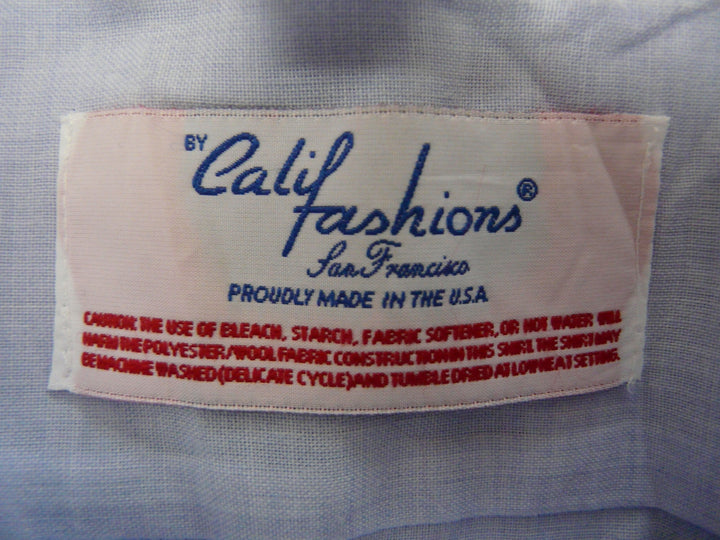 BY Calif
fashions®
San Francisco
PROUDLY MADE IN THE U.S.A
CAUTION: THE USE OF BLEACH, STARCH, FABRIC SOFTENER, OR HOT WATER WILL
HARM THE POLYESTER/WOOL FABRIC CONSTRUCTION IN THIS SHIRT. THE SHIRT MAY
BE MACHINE WASHED (DELICATE CYCLE) AND TUMBLE DRIED AT LOW HEAT SETTING.